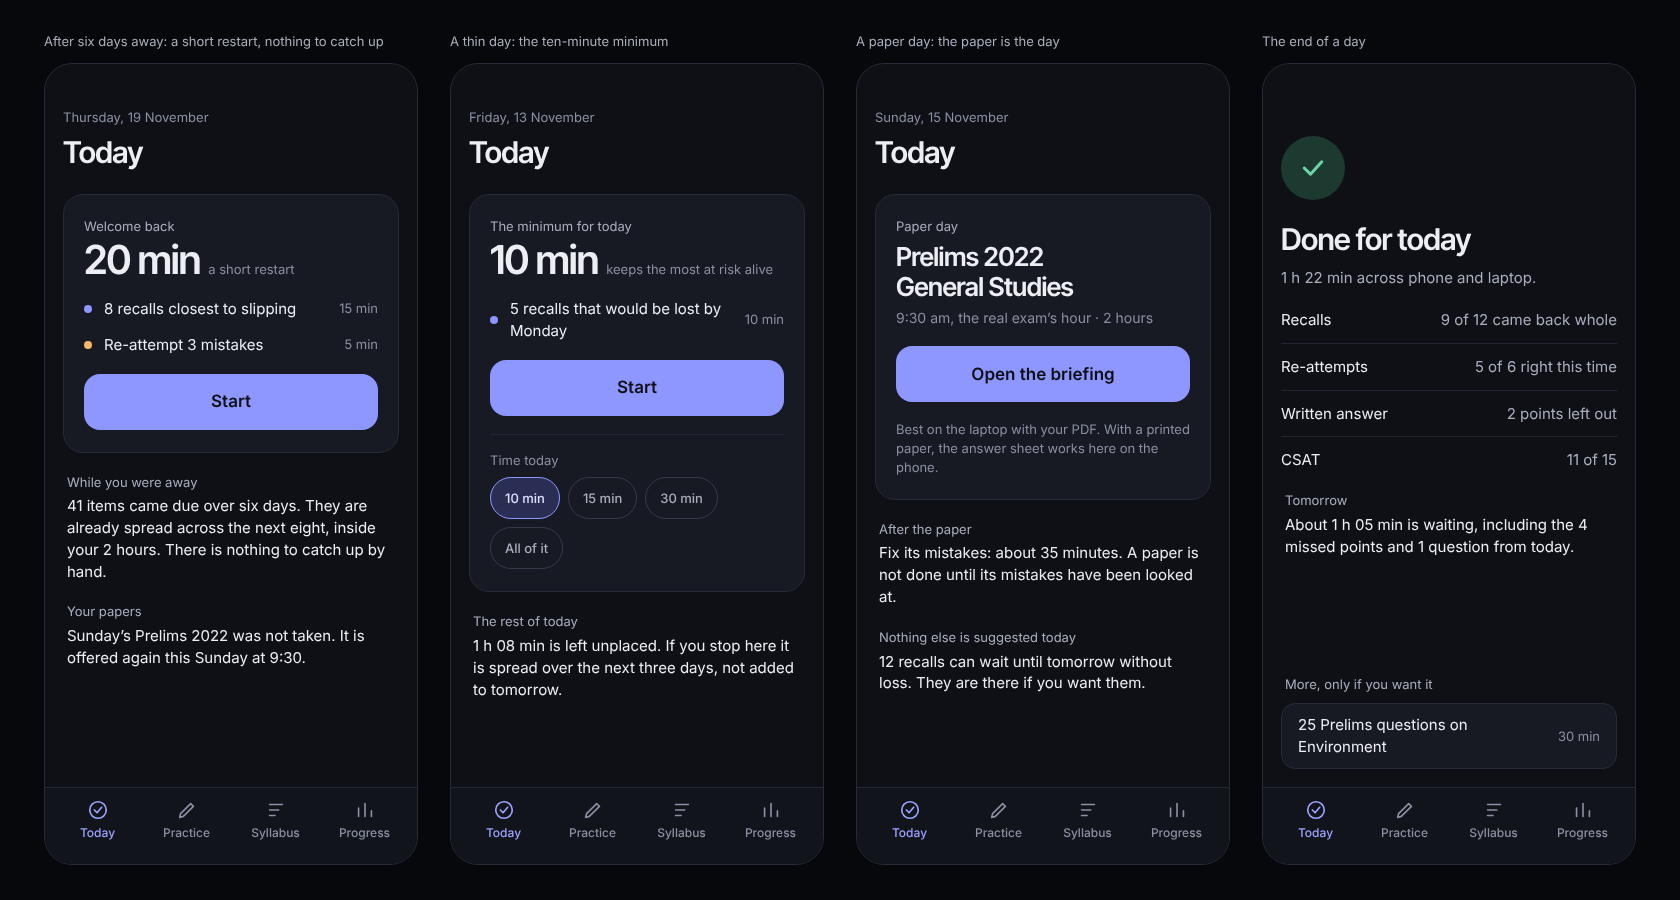 After six days away: a short restart, nothing to catch up
Thursday, 19 November
Today
Welcome back
20 min a short restart
8 recalls closest to slipping 15 min
Re-attempt 3 mistakes 5 min
Start
While you were away
41 items came due over six days. They are
already spread across the next eight, inside
your 2 hours. There is nothing to catch up by
hand.
Your papers
Sunday’s Prelims 2022 was not taken. It is
offered again this Sunday at 9:30.
Today Practice Syllabus Progress
A thin day: the ten-minute minimum
Friday, 13 November
Today
The minimum for today
10 min keeps the most at risk alive
5 recalls that would be lost by
Monday
10 min
Start
Time today
10 min 15 min 30 min
All of it
The rest of today
1 h 08 min is left unplaced. If you stop here it
is spread over the next three days, not added
to tomorrow.
Today Practice Syllabus Progress
A paper day: the paper is the day
Sunday, 15 November
Today
Paper day
Prelims 2022
General Studies
9:30 am, the real exam’s hour · 2 hours
Open the briefing
Best on the laptop with your PDF. With a printed
paper, the answer sheet works here on the
phone.
After the paper
Fix its mistakes: about 35 minutes. A paper is
not done until its mistakes have been looked
at.
Nothing else is suggested today
12 recalls can wait until tomorrow without
loss. They are there if you want them.
Today Practice Syllabus Progress
The end of a day
Done for today
1 h 22 min across phone and laptop.
Recalls 9 of 12 came back whole
Re-attempts 5 of 6 right this time
Written answer 2 points left out
CSAT 11 of 15
Tomorrow
About 1 h 05 min is waiting, including the 4
missed points and 1 question from today.
More, only if you want it
25 Prelims questions on
Environment
30 min
Today Practice Syllabus Progress